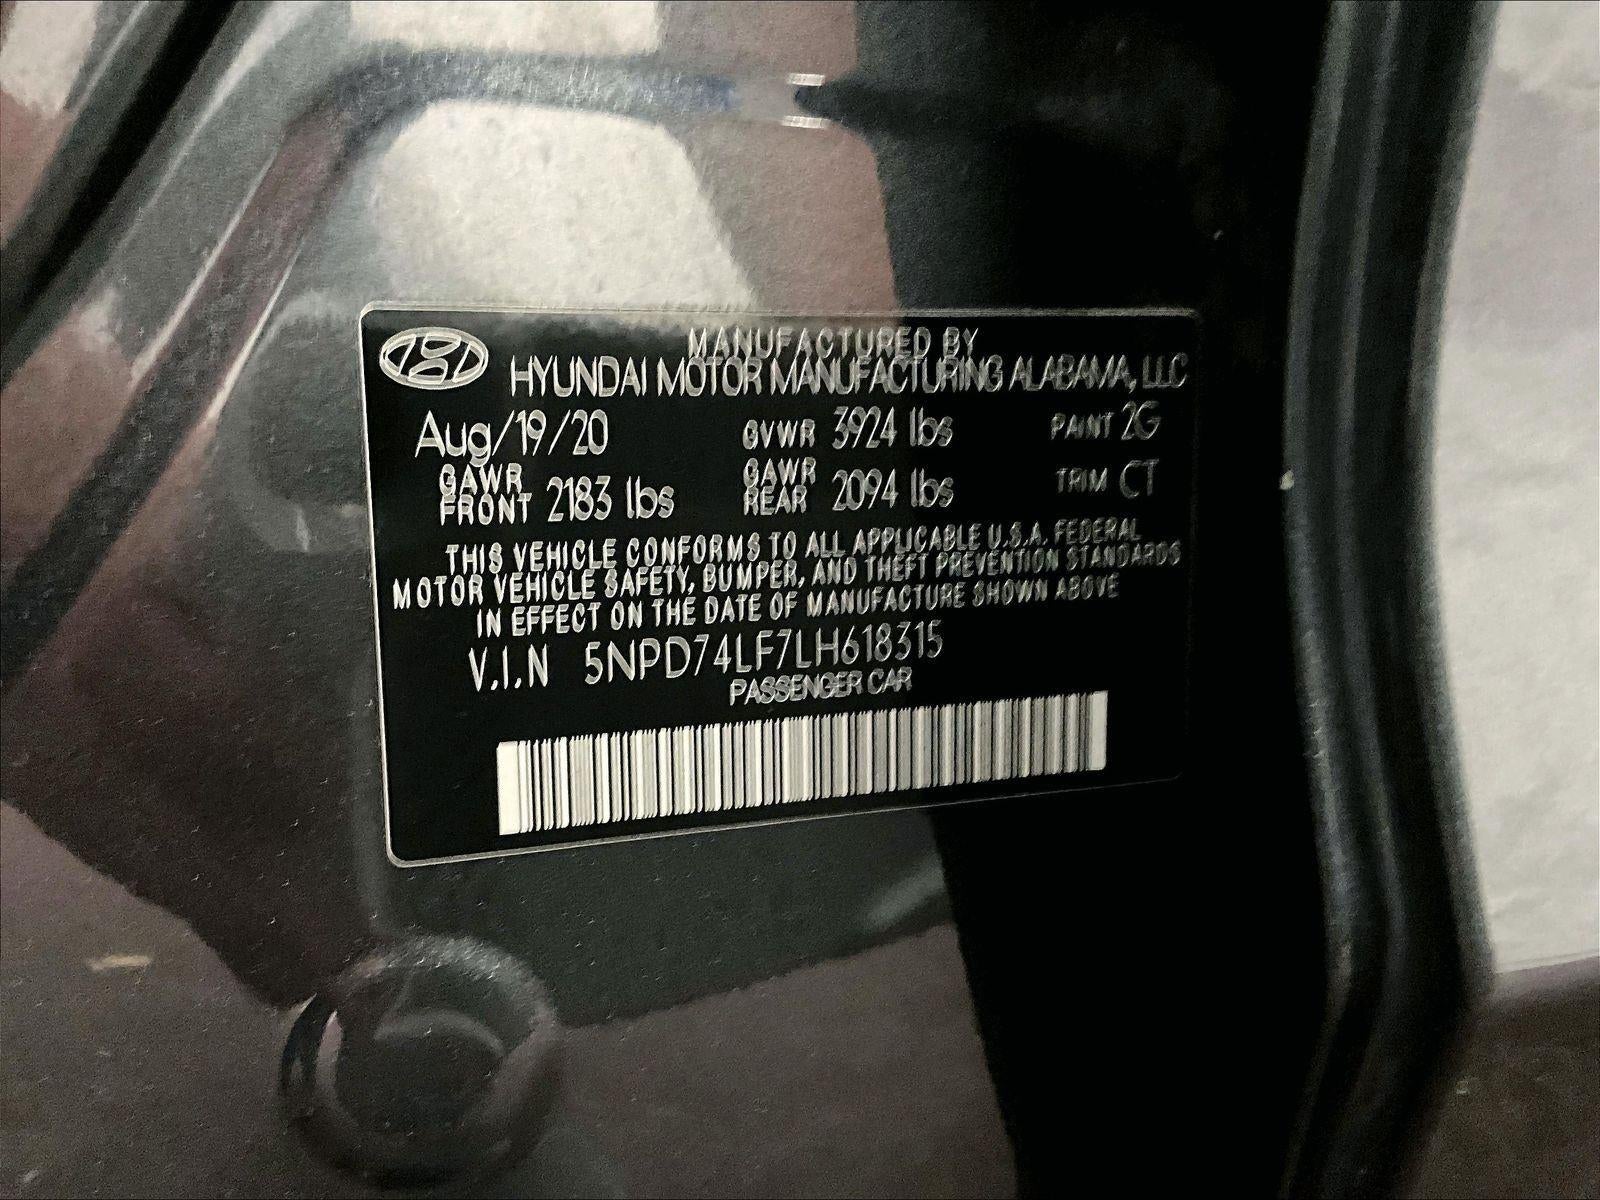 MANUFACTURED BY
HYUNDAI MOTOR MANUFACTURING ALABAMA, LLC
Aug/19/20 GVWR 3924 lbs PAINT 2G
GAWR FRONT 2183 lbs GAWR REAR 2094 lbs TRIM CT
THIS VEHICLE CONFORMS TO ALL APPLICABLE U.S.A. FEDERAL
MOTOR VEHICLE SAFETY, BUMPER, AND THEFT PREVENTION STANDARDS
IN EFFECT ON THE DATE OF MANUFACTURE SHOWN ABOVE
V.I.N 5NPD74LF7LH618315
PASSENGER CAR